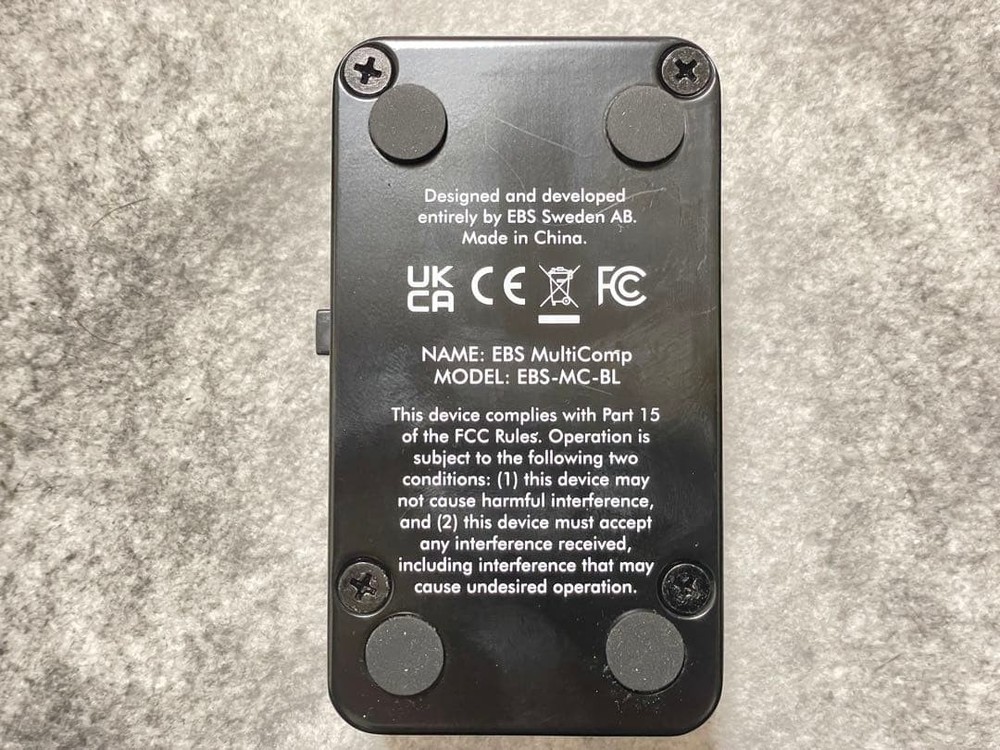 Designed and developed
entirely by EBS Sweden AB.
Made in China.
UK
CA CE FC
NAME: EBS MultiComp
MODEL: EBS-MC-BL
This device complies with Part 15
of the FCC Rules. Operation is
subject to the following two
conditions: (1) this device may
not cause harmful interference,
and (2) this device must accept
any interference received,
including interference that may
cause undesired operation.